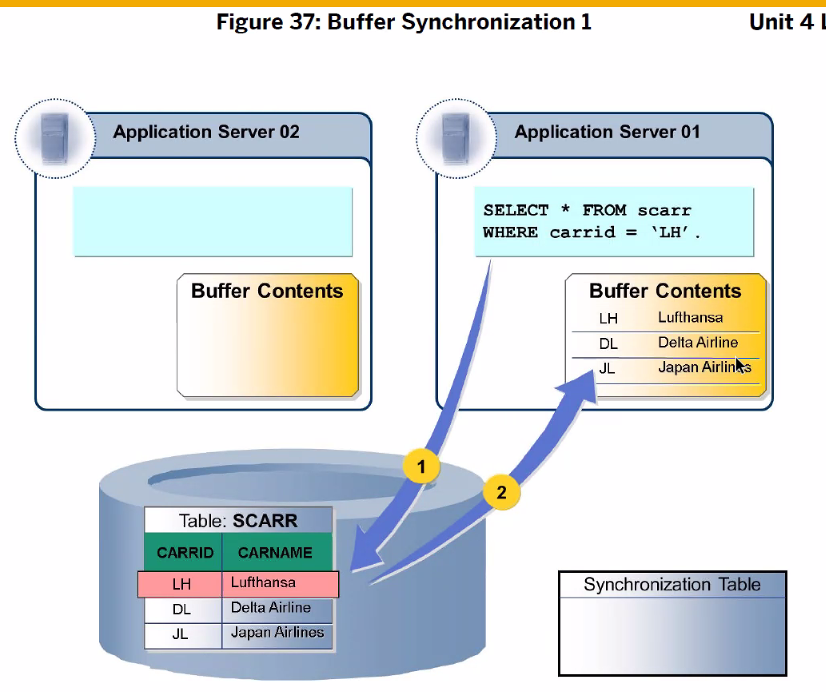 Figure 37: Buffer Synchronization 1
Unit 4 L
Application Server 02
Buffer Contents
Application Server 01
SELECT * FROM scarr
WHERE carrid = ‘LH’.
Buffer Contents
LH Lufthansa
DL Delta Airline
JL Japan Airlines
1
2
Table: SCARR
CARRID CARNAME
LH Lufthansa
DL Delta Airline
JL Japan Airlines
Synchronization Table